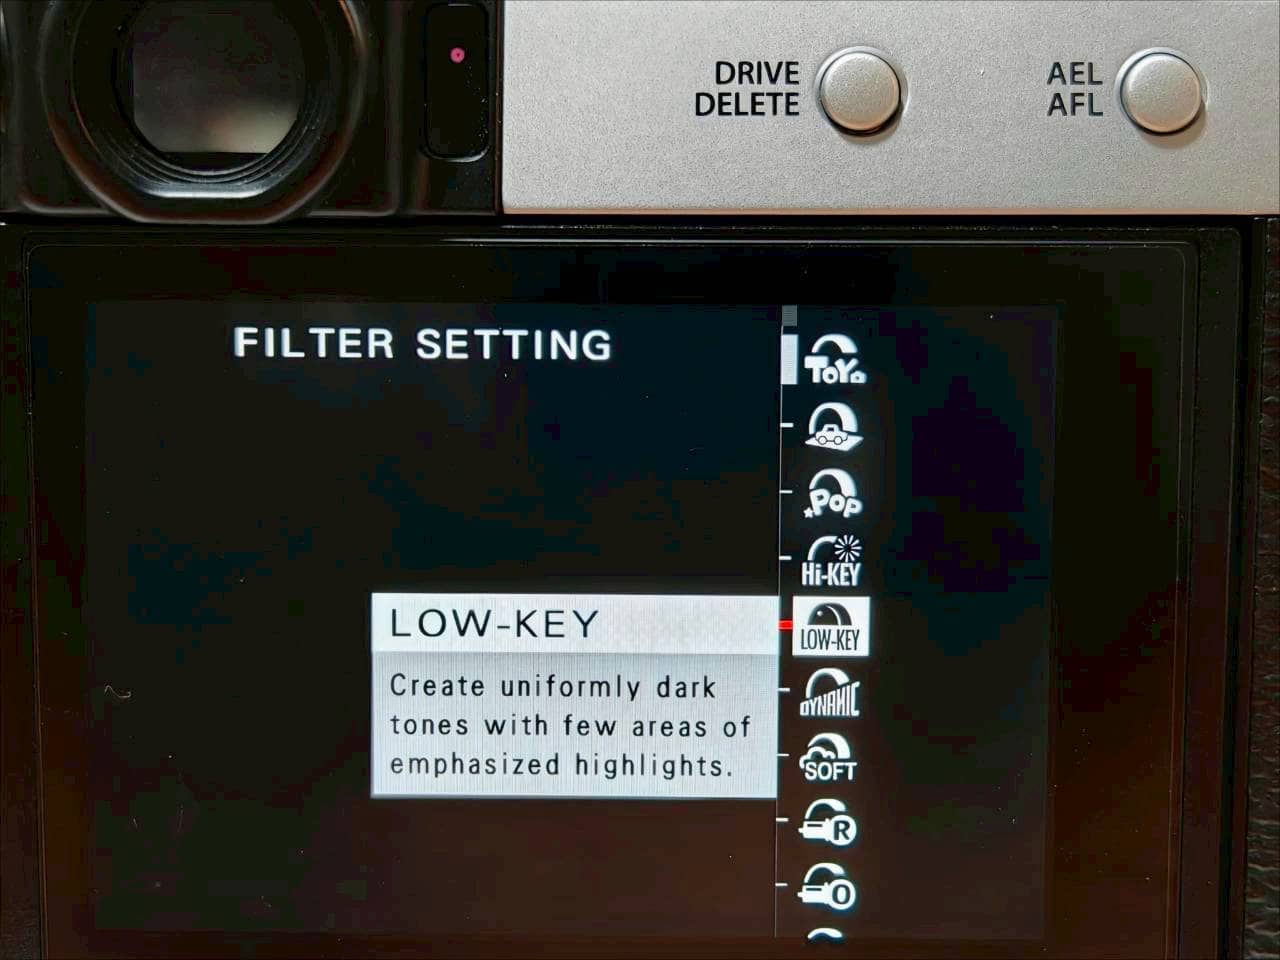 DRIVE
DELETE
AEL
AFL
FILTER SETTING
TOY
POP
Hi-KEY
LOW-KEY
LOW-KEY
Create uniformly dark
tones with few areas of
emphasized highlights.
DYNAMIC
SOFT
R
O